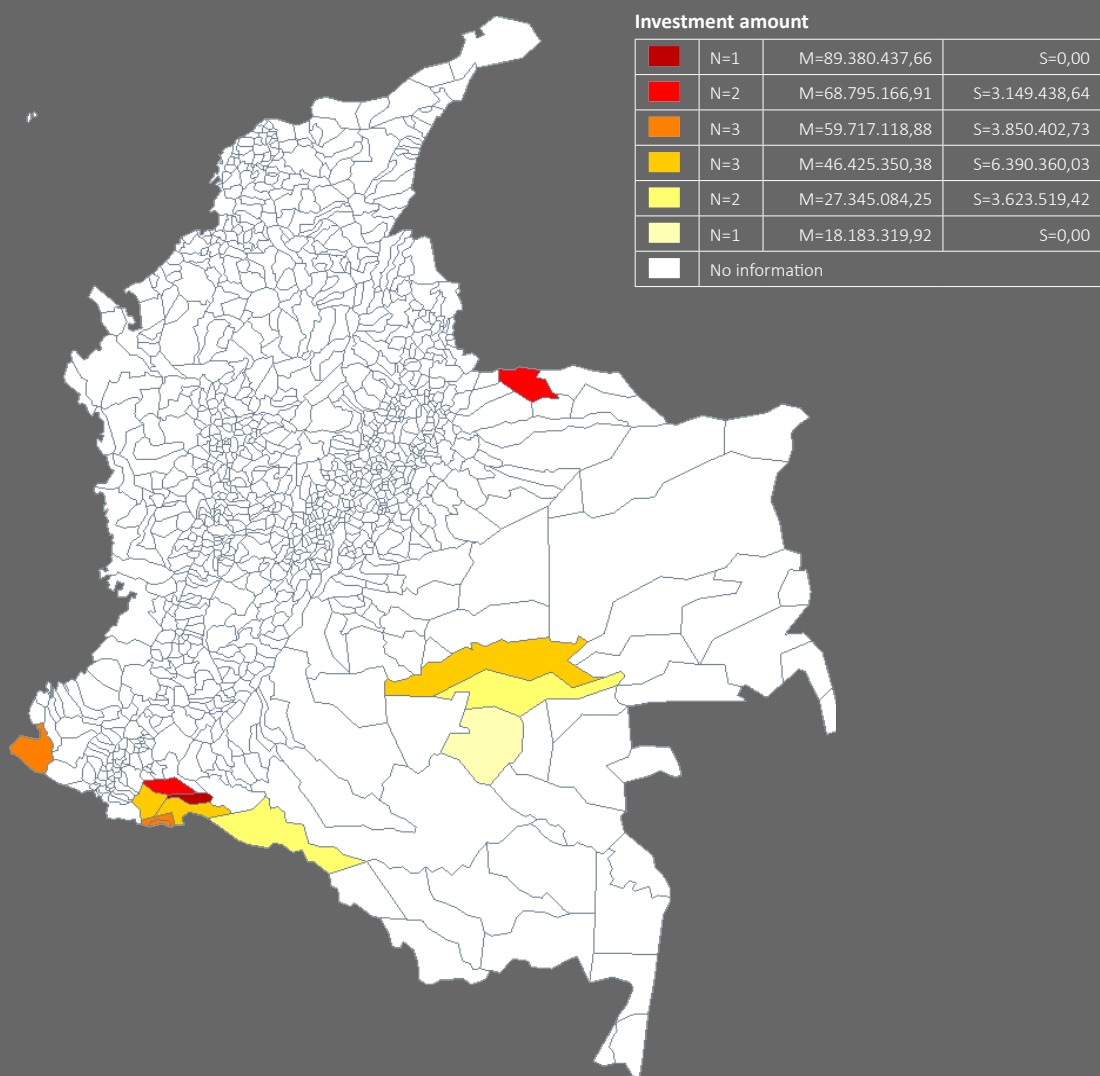 Investment amount
N=1 M=89.380.437,66 S=0,00
N=2 M=68.795.166,91 S=3.149.438,64
N=3 M=59.717.118,88 S=3.850.402,73
N=3 M=46.425.350,38 S=6.390.360,03
N=2 M=27.345.084,25 S=3.623.519,42
N=1 M=18.183.319,92 S=0,00
No information